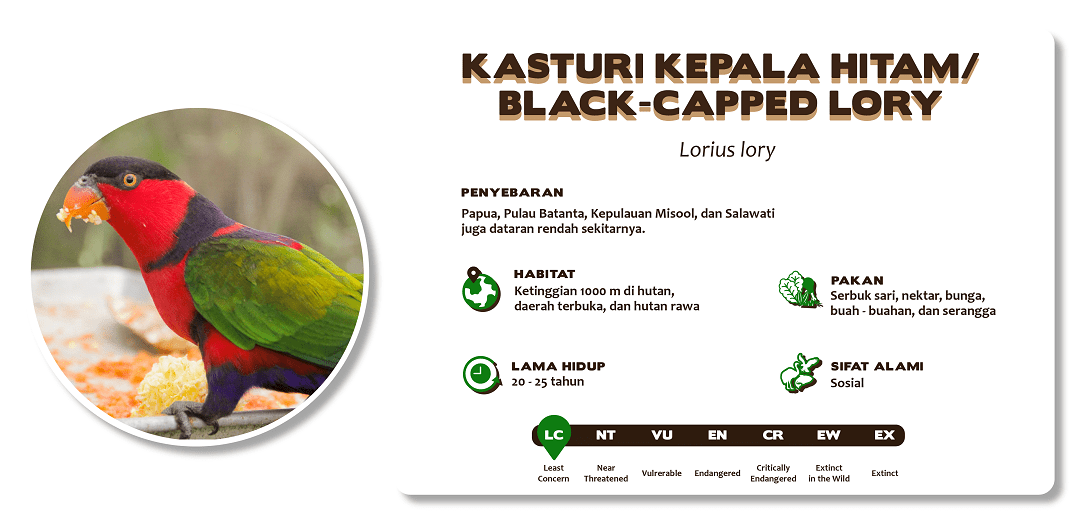 KASTURI KEPALA HITAM/
BLACK-CAPPED LORY
Lorius lory
PENYEBARAN
Papua, Pulau Batanta, Kepulauan Misool, dan Salawati
juga dataran rendah sekitarnya.
HABITAT
Ketinggian 1000 m di hutan,
daerah terbuka, dan hutan rawa
PAKAN
Serbuk sari, nektar, bunga,
buah - buahan, dan serangga
LAMA HIDUP
20 - 25 tahun
SIFAT ALAMI
Sosial
LC NT VU EN CR EW EX
Least Concern
Near Threatened
Vulrerable
Endangered
Critically Endangered
Extinct in the Wild
Extinct